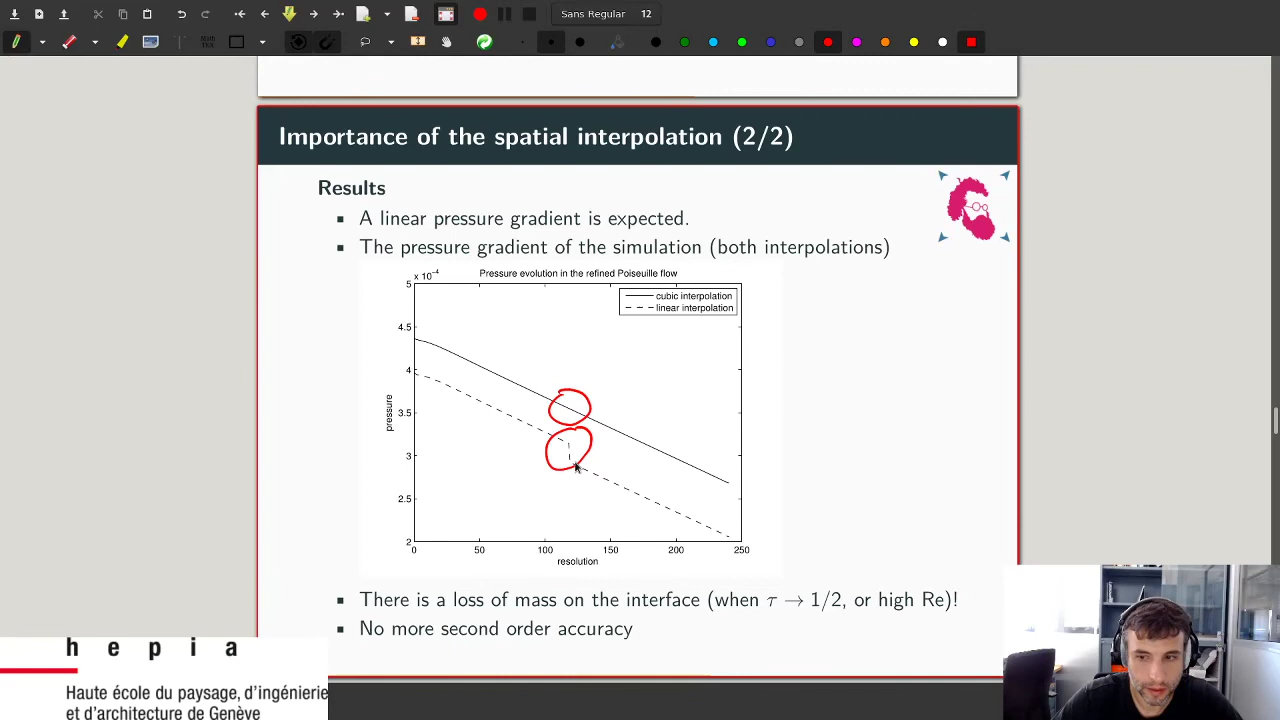 Sans Regular 12
Math
TEX
Importance of the spatial interpolation (2/2)
Results
A linear pressure gradient is expected.
The pressure gradient of the simulation (both interpolations)
x 10⁻⁴
Pressure evolution in the refined Poiseuille flow
5
4.5
4
3.5
3
2.5
2
pressure
cubic interpolation
linear interpolation
0 50 100 150 200 250
resolution
There is a loss of mass on the interface (when τ → 1/2, or high Re)!
No more second order accuracy
h e p i a
Haute école du paysage, d'ingénierie
et d'architecture de Genève